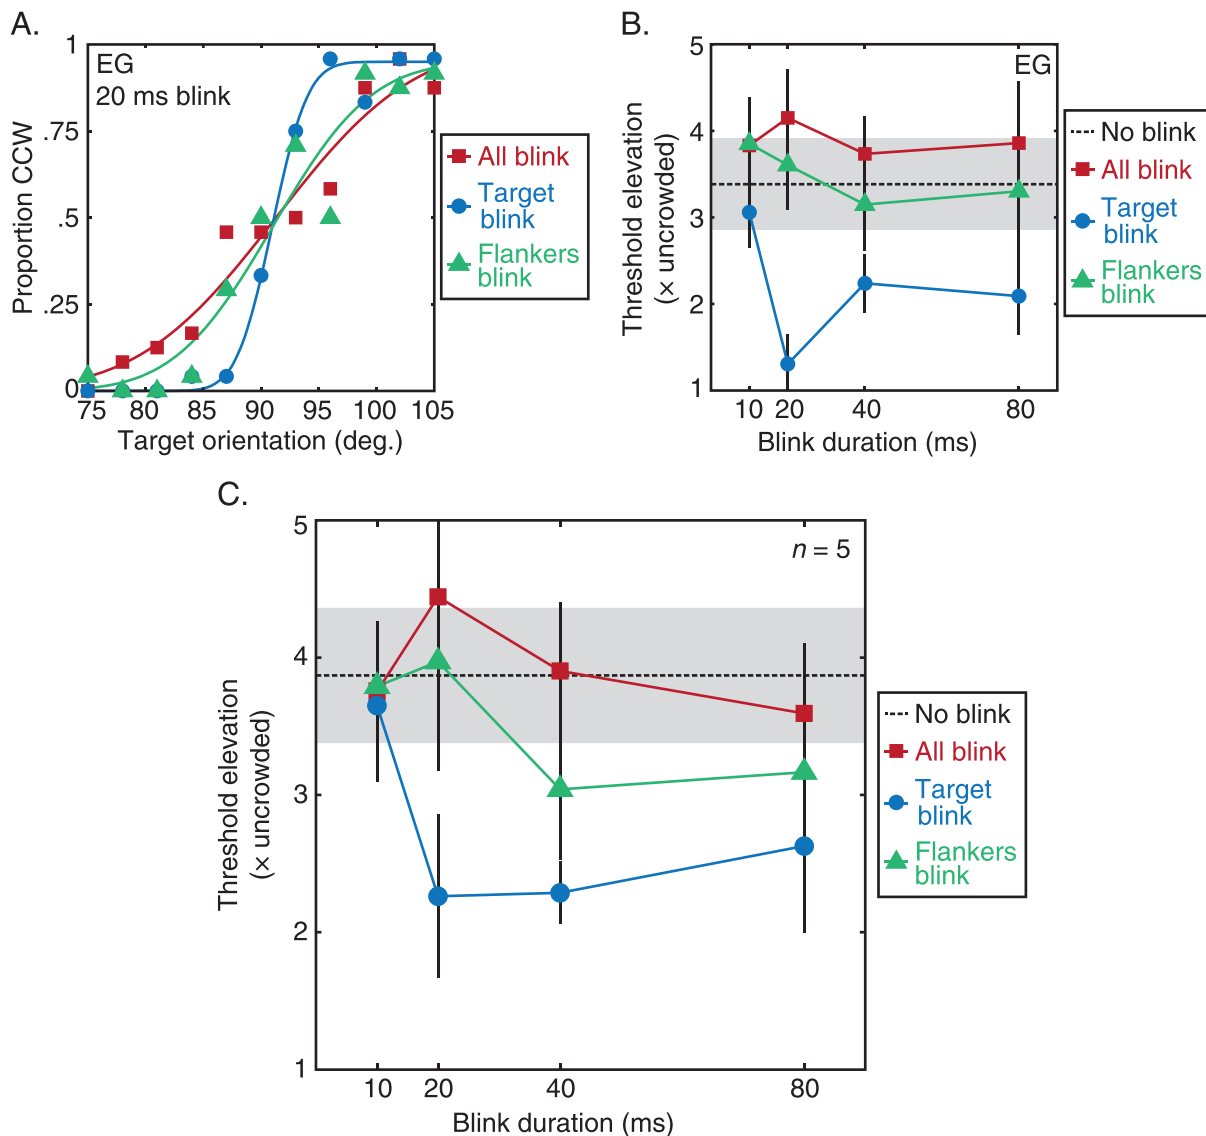 A.
EG
20 ms blink
1
.75
.5
.25
0
75 80 85 90 95 100 105
Proportion CCW
Target orientation (deg.)
All blink
Target
blink
Flankers
blink
B.
EG
5
4
3
2
1
10 20 40 80
Threshold elevation
(× uncrowded)
Blink duration (ms)
No blink
All blink
Target
blink
Flankers
blink
C.
n = 5
5
4
3
2
1
10 20 40 80
Threshold elevation
(× uncrowded)
Blink duration (ms)
No blink
All blink
Target
blink
Flankers
blink